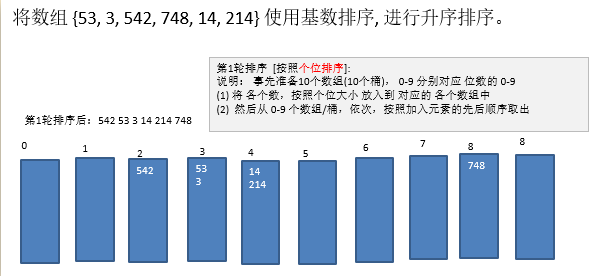 将数组 {53, 3, 542, 748, 14, 214} 使用基数排序, 进行升序排序。
第1轮排序 [按照个位排序]:
说明： 事先准备10个数组(10个桶)， 0-9 分别对应 位数的 0-9
(1) 将 各个数，按照个位大小 放入到 对应的 各个数组中
(2) 然后从 0-9 个数组/桶，依次，按照加入元素的先后顺序取出
第1轮排序后：542 53 3 14 214 748
0 1 2 3 4 5 6 7 8 8
542 53 14 748
3 214